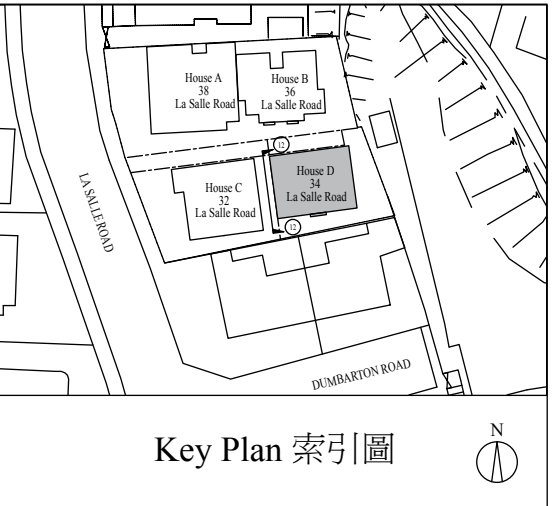 House A
38
La Salle Road
House B
36
La Salle Road
12
House C
32
La Salle Road
House D
34
La Salle Road
12
LA SALLE ROAD
DUMBARTON ROAD
Key Plan 索引圖
N